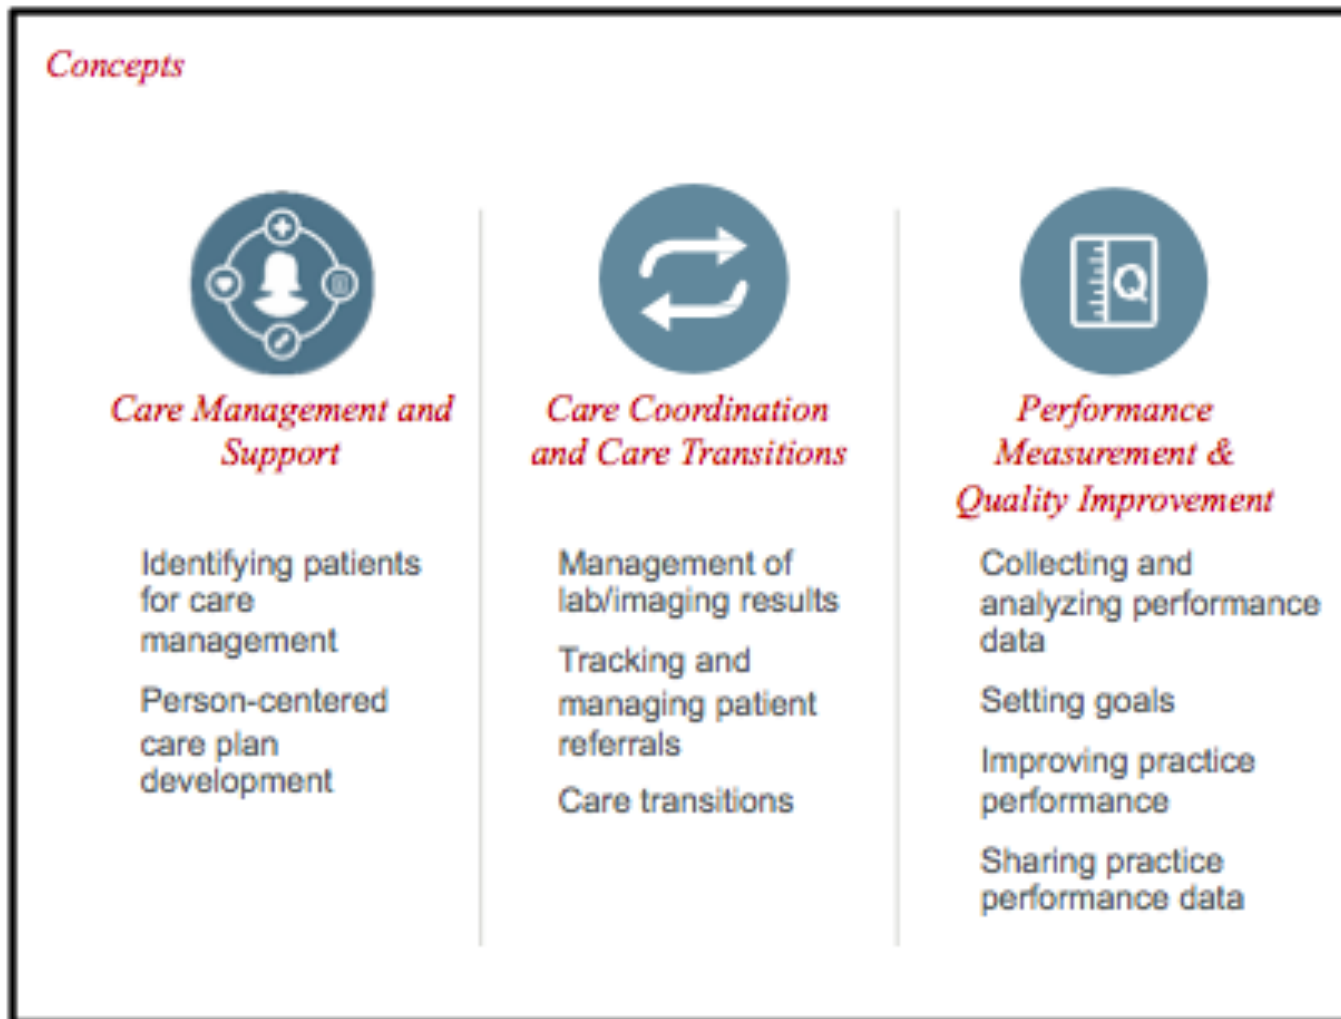 Concepts
Care Management and
Support
Identifying patients
for care
management
Person-centered
care plan
development
Care Coordination
and Care Transitions
Management of
lab/imaging results
Tracking and
managing patient
referrals
Care transitions
Q
Performance
Measurement &
Quality Improvement
Collecting and
analyzing performance
data
Setting goals
Improving practice
performance
Sharing practice
performance data